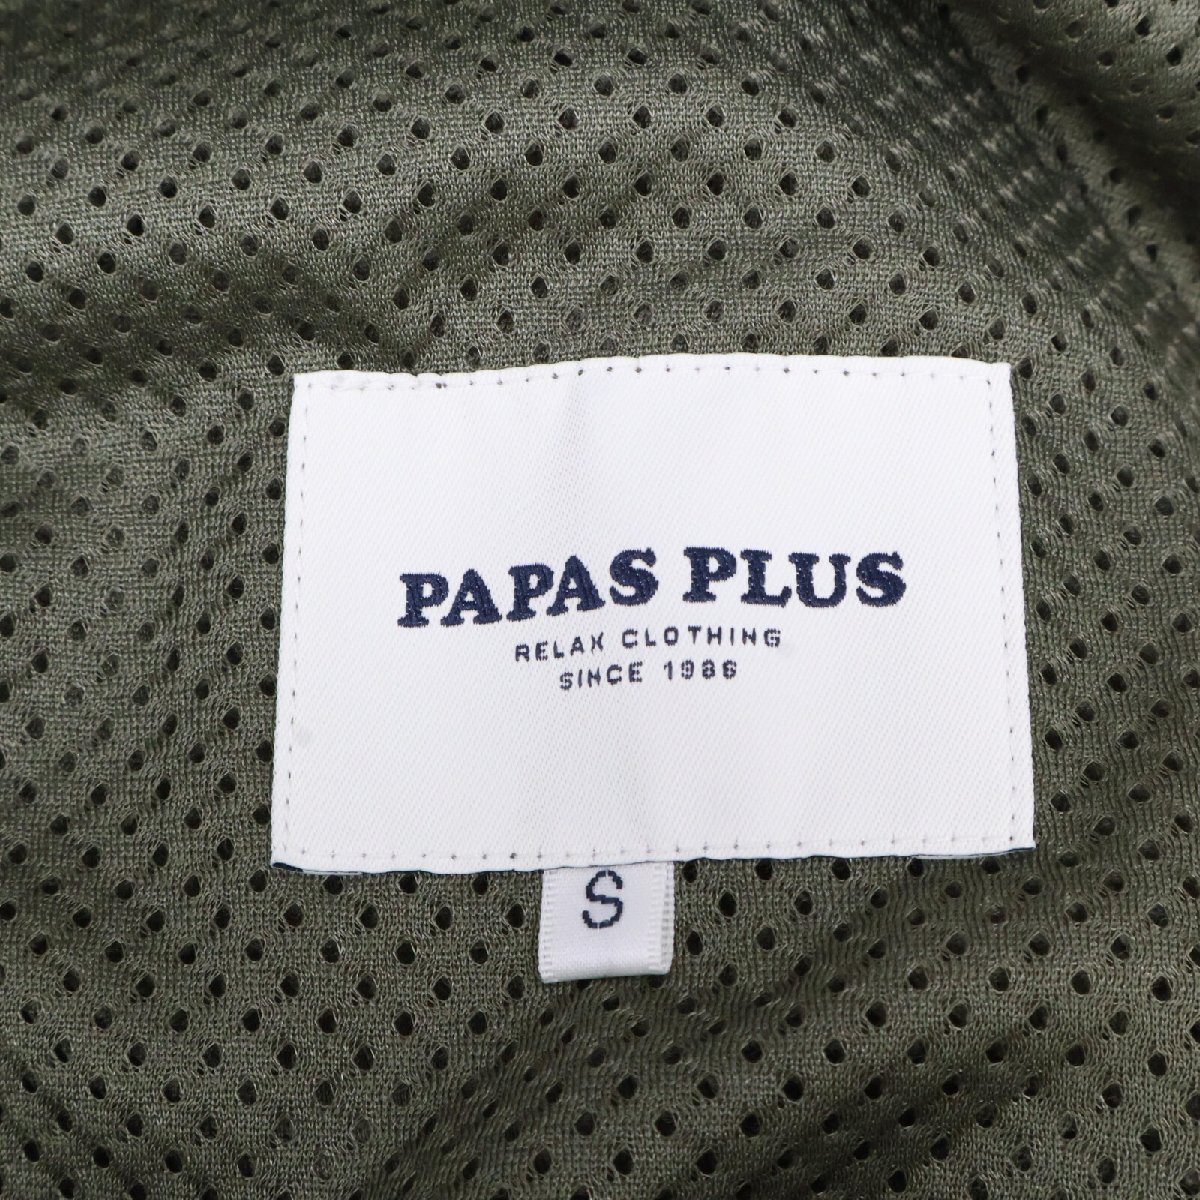 PAPAS PLUS
RELAX CLOTHING
SINCE 1986
S